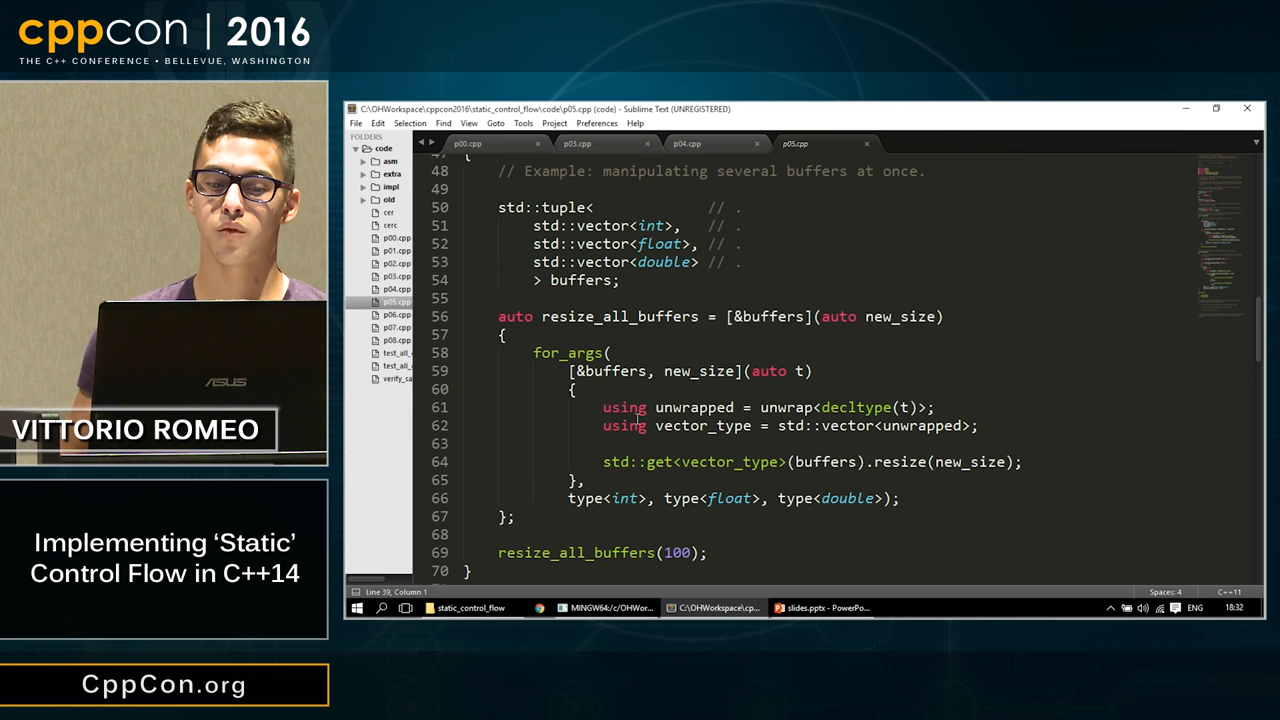 cppcon | 2016
THE C++ CONFERENCE • BELLEVUE, WASHINGTON
ASUS
VITTORIO ROMEO
Implementing ‘Static’
Control Flow in C++14
CppCon.org
C:\OHWorkspace\cppcon2016\static_control_flow\code\p05.cpp (code) - Sublime Text (UNREGISTERED)
File Edit Selection Find View Goto Tools Project Preferences Help
FOLDERS
code
asm
extra
impl
old
cer
cerc
p00.cpp
p01.cpp
p02.cpp
p03.cpp
p04.cpp
p05.cpp
p06.cpp
p07.cpp
p08.cpp
test_all_
test_all_
verify_sa
p00.cpp p03.cpp p04.cpp p05.cpp
47 {
48 // Example: manipulating several buffers at once.
49
50 std::tuple< // .
51 std::vector<int>, // .
52 std::vector<float>, // .
53 std::vector<double> // .
54 > buffers;
55
56 auto resize_all_buffers = [&buffers](auto new_size)
57 {
58 for_args(
59 [&buffers, new_size](auto t)
60 {
61 using unwrapped = unwrap<decltype(t)>;
62 using vector_type = std::vector<unwrapped>;
63
64 std::get<vector_type>(buffers).resize(new_size);
65 },
66 type<int>, type<float>, type<double>);
67 };
68
69 resize_all_buffers(100);
70 }
Line 39, Column 1 Spaces: 4 C++11
static_control_flow MINGW64:/c/OHWor... C:\OHWorkspace\cp... slides.pptx - PowerPo... ENG 18:32